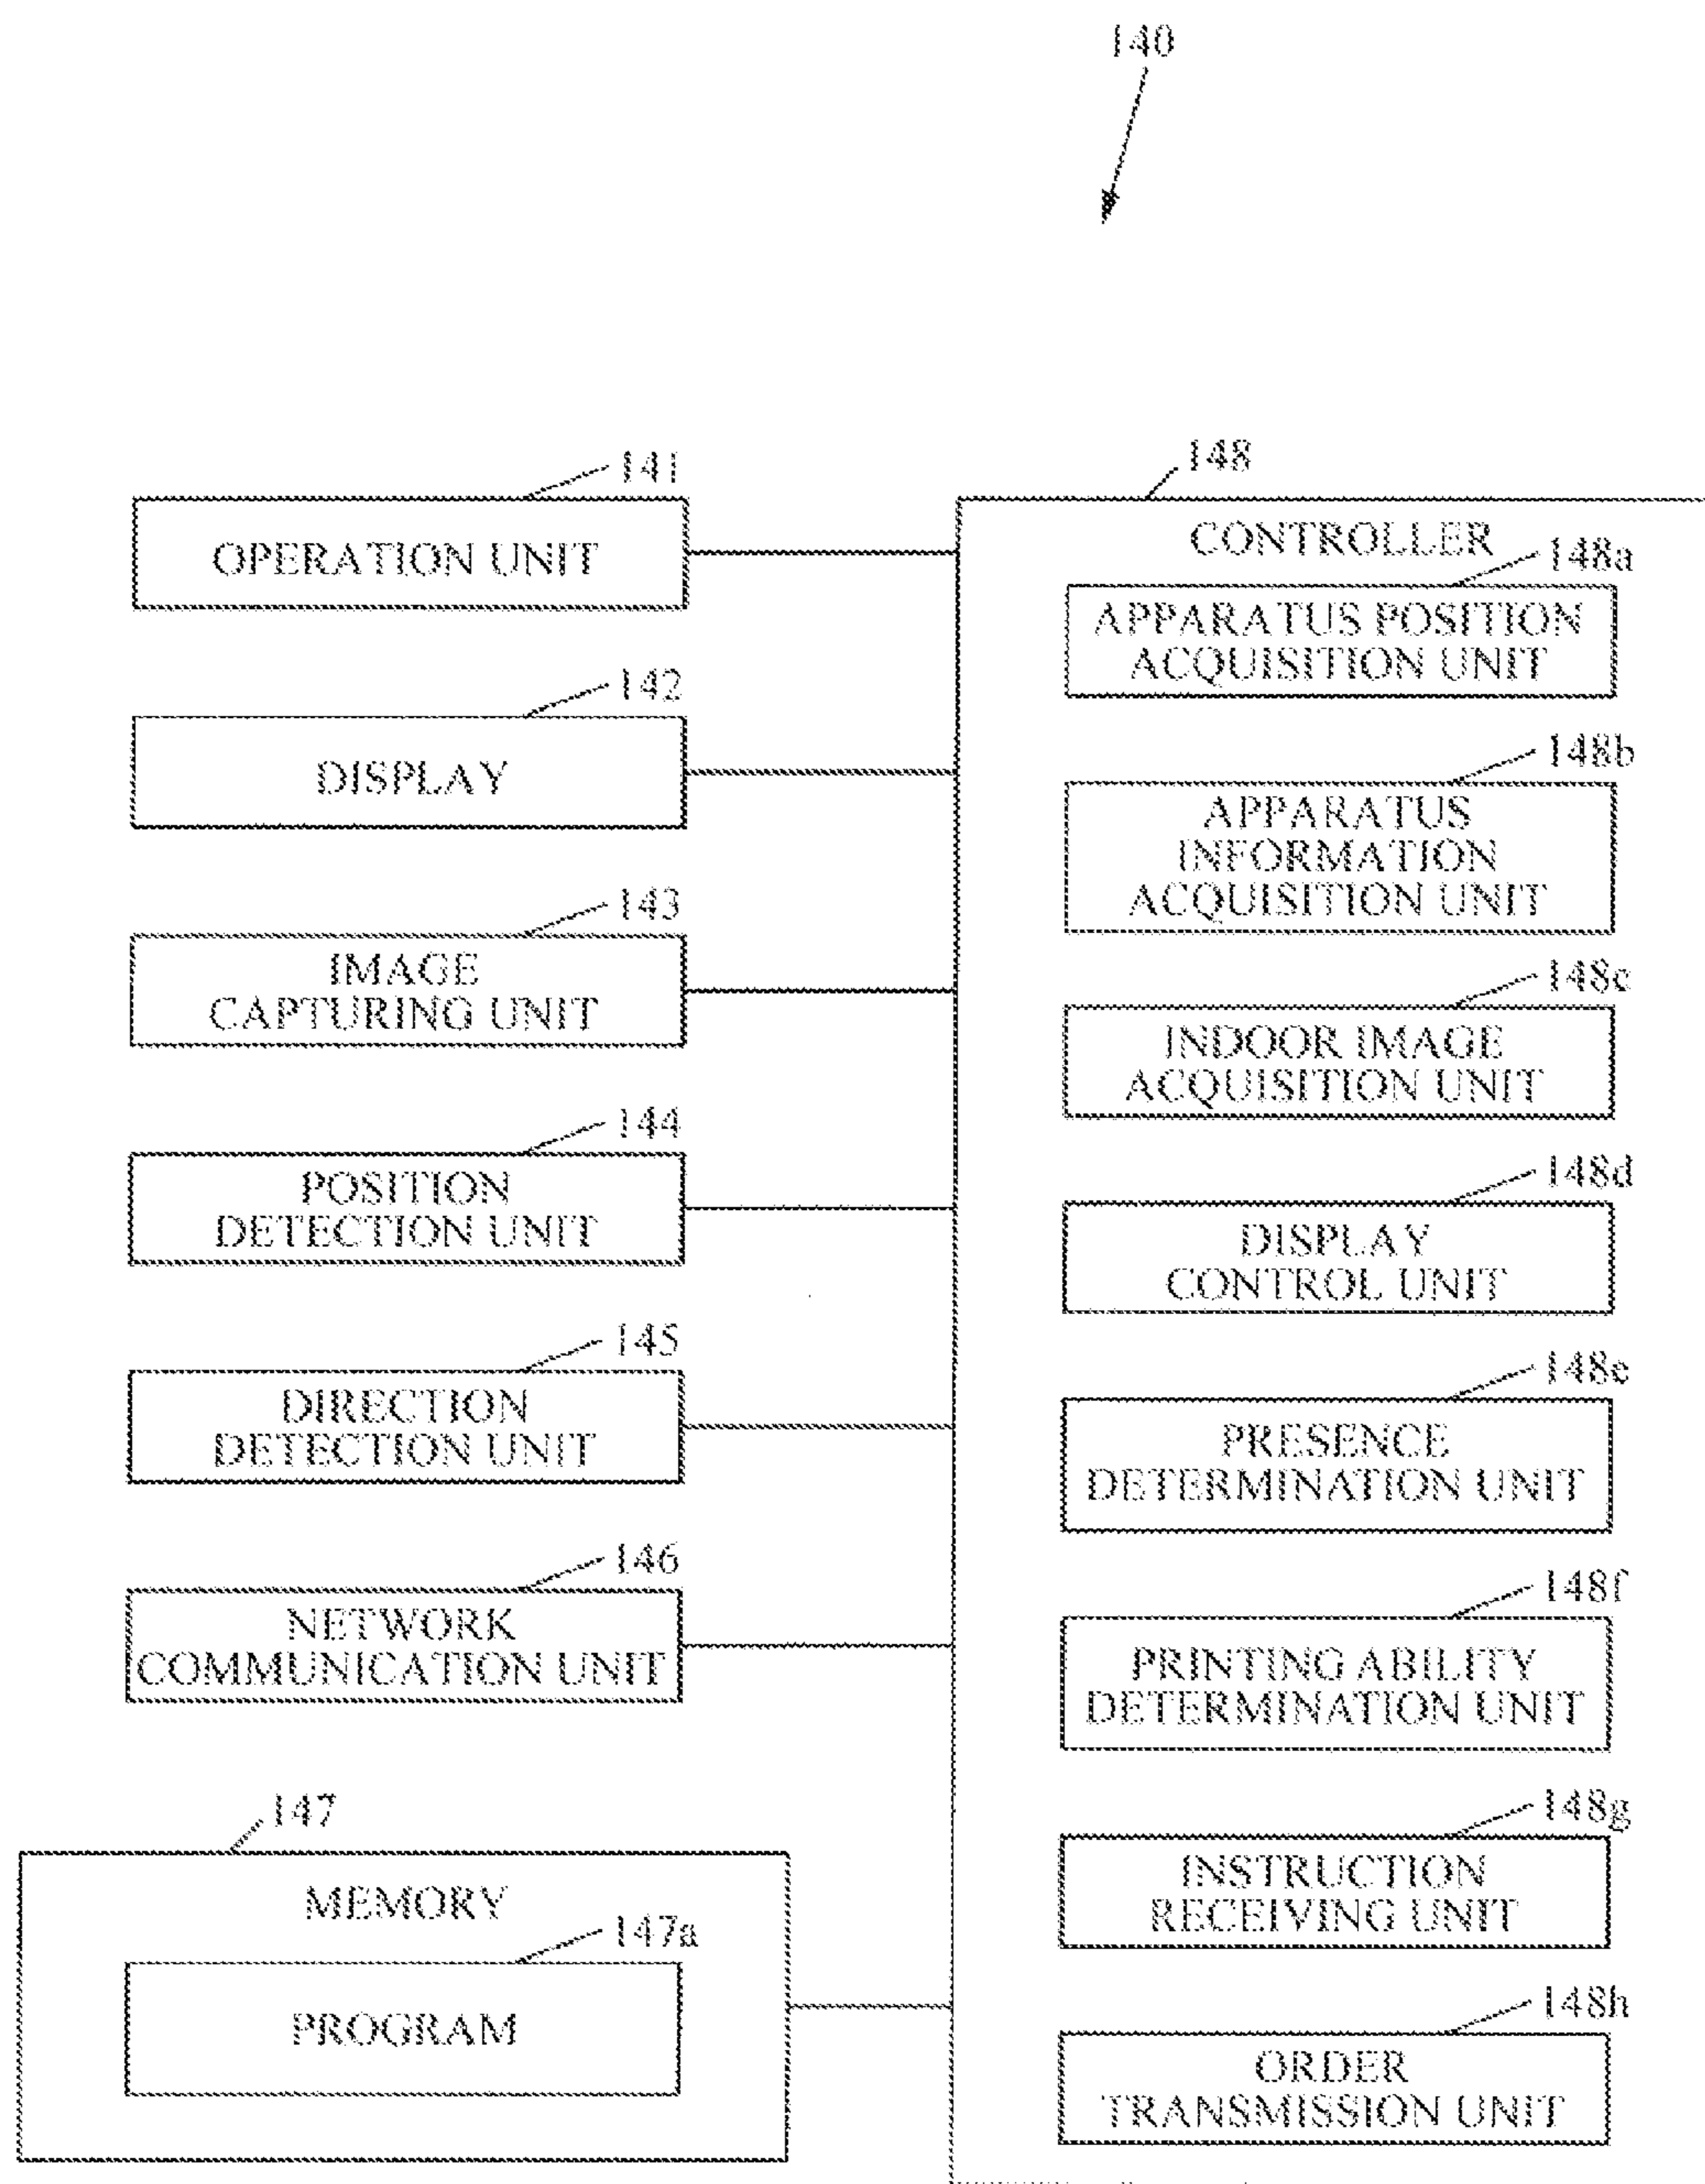 140
141
OPERATION UNIT
142
DISPLAY
143
IMAGE
CAPTURING UNIT
144
POSITION
DETECTION UNIT
145
DIRECTION
DETECTION UNIT
146
NETWORK
COMMUNICATION UNIT
147
MEMORY
147a
PROGRAM
148
CONTROLLER
148a
APPARATUS POSITION
ACQUISITION UNIT
148b
APPARATUS
INFORMATION
ACQUISITION UNIT
148c
INDOOR IMAGE
ACQUISITION UNIT
148d
DISPLAY
CONTROL UNIT
148e
PRESENCE
DETERMINATION UNIT
148f
PRINTING ABILITY
DETERMINATION UNIT
148g
INSTRUCTION
RECEIVING UNIT
148h
ORDER
TRANSMISSION UNIT